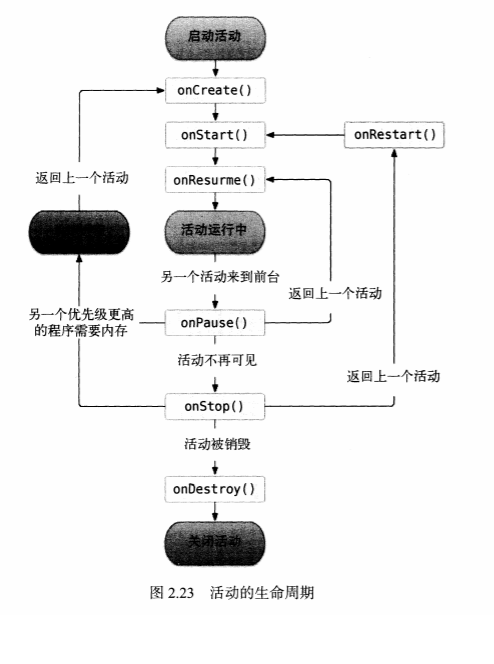 启动活动
onCreate()
onStart()
onRestart()
返回上一个活动
onResurme()
活动运行中
另一个活动来到前台
返回上一个活动
另一个优先级更高
的程序需要内存
onPause()
活动不再可见
返回上一个活动
onStop()
活动被销毁
onDestroy()
关闭活动
图 2.23 活动的生命周期